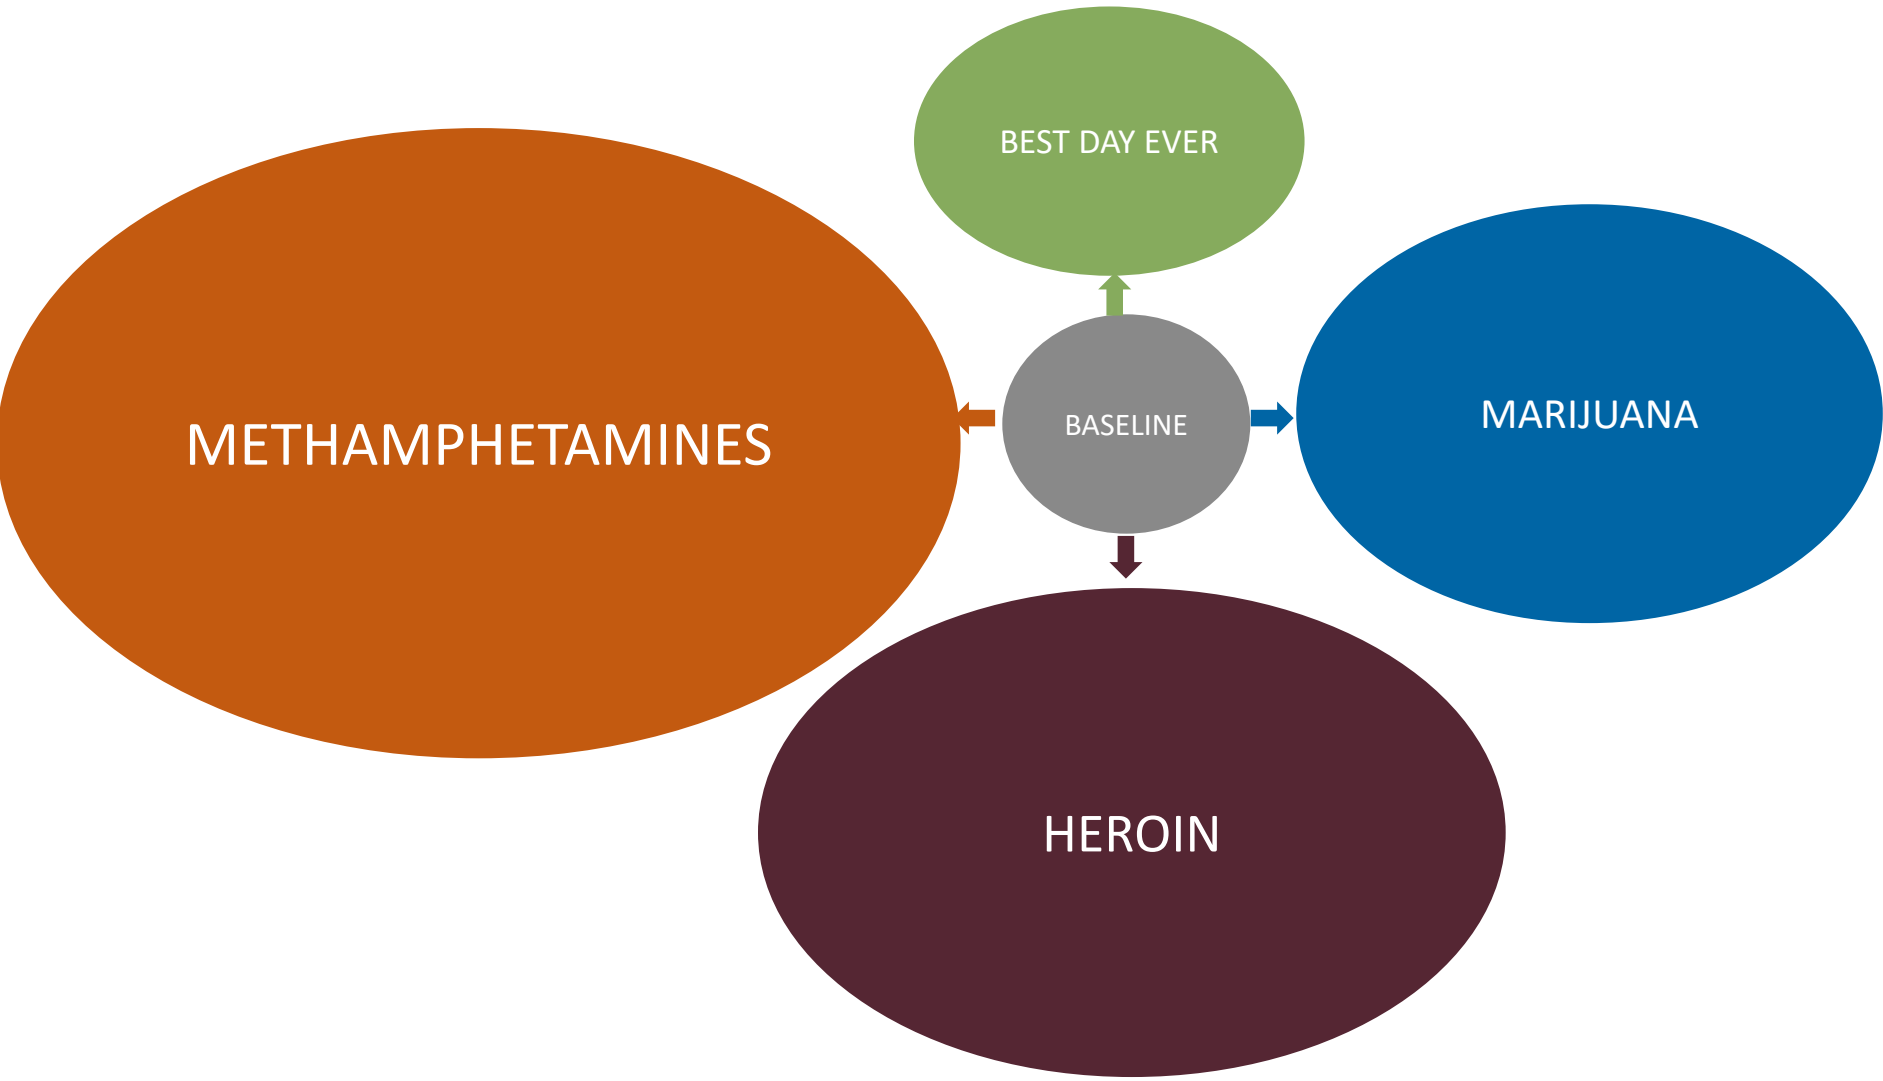 BEST DAY EVER
METHAMPHETAMINES
BASELINE
MARIJUANA
HEROIN